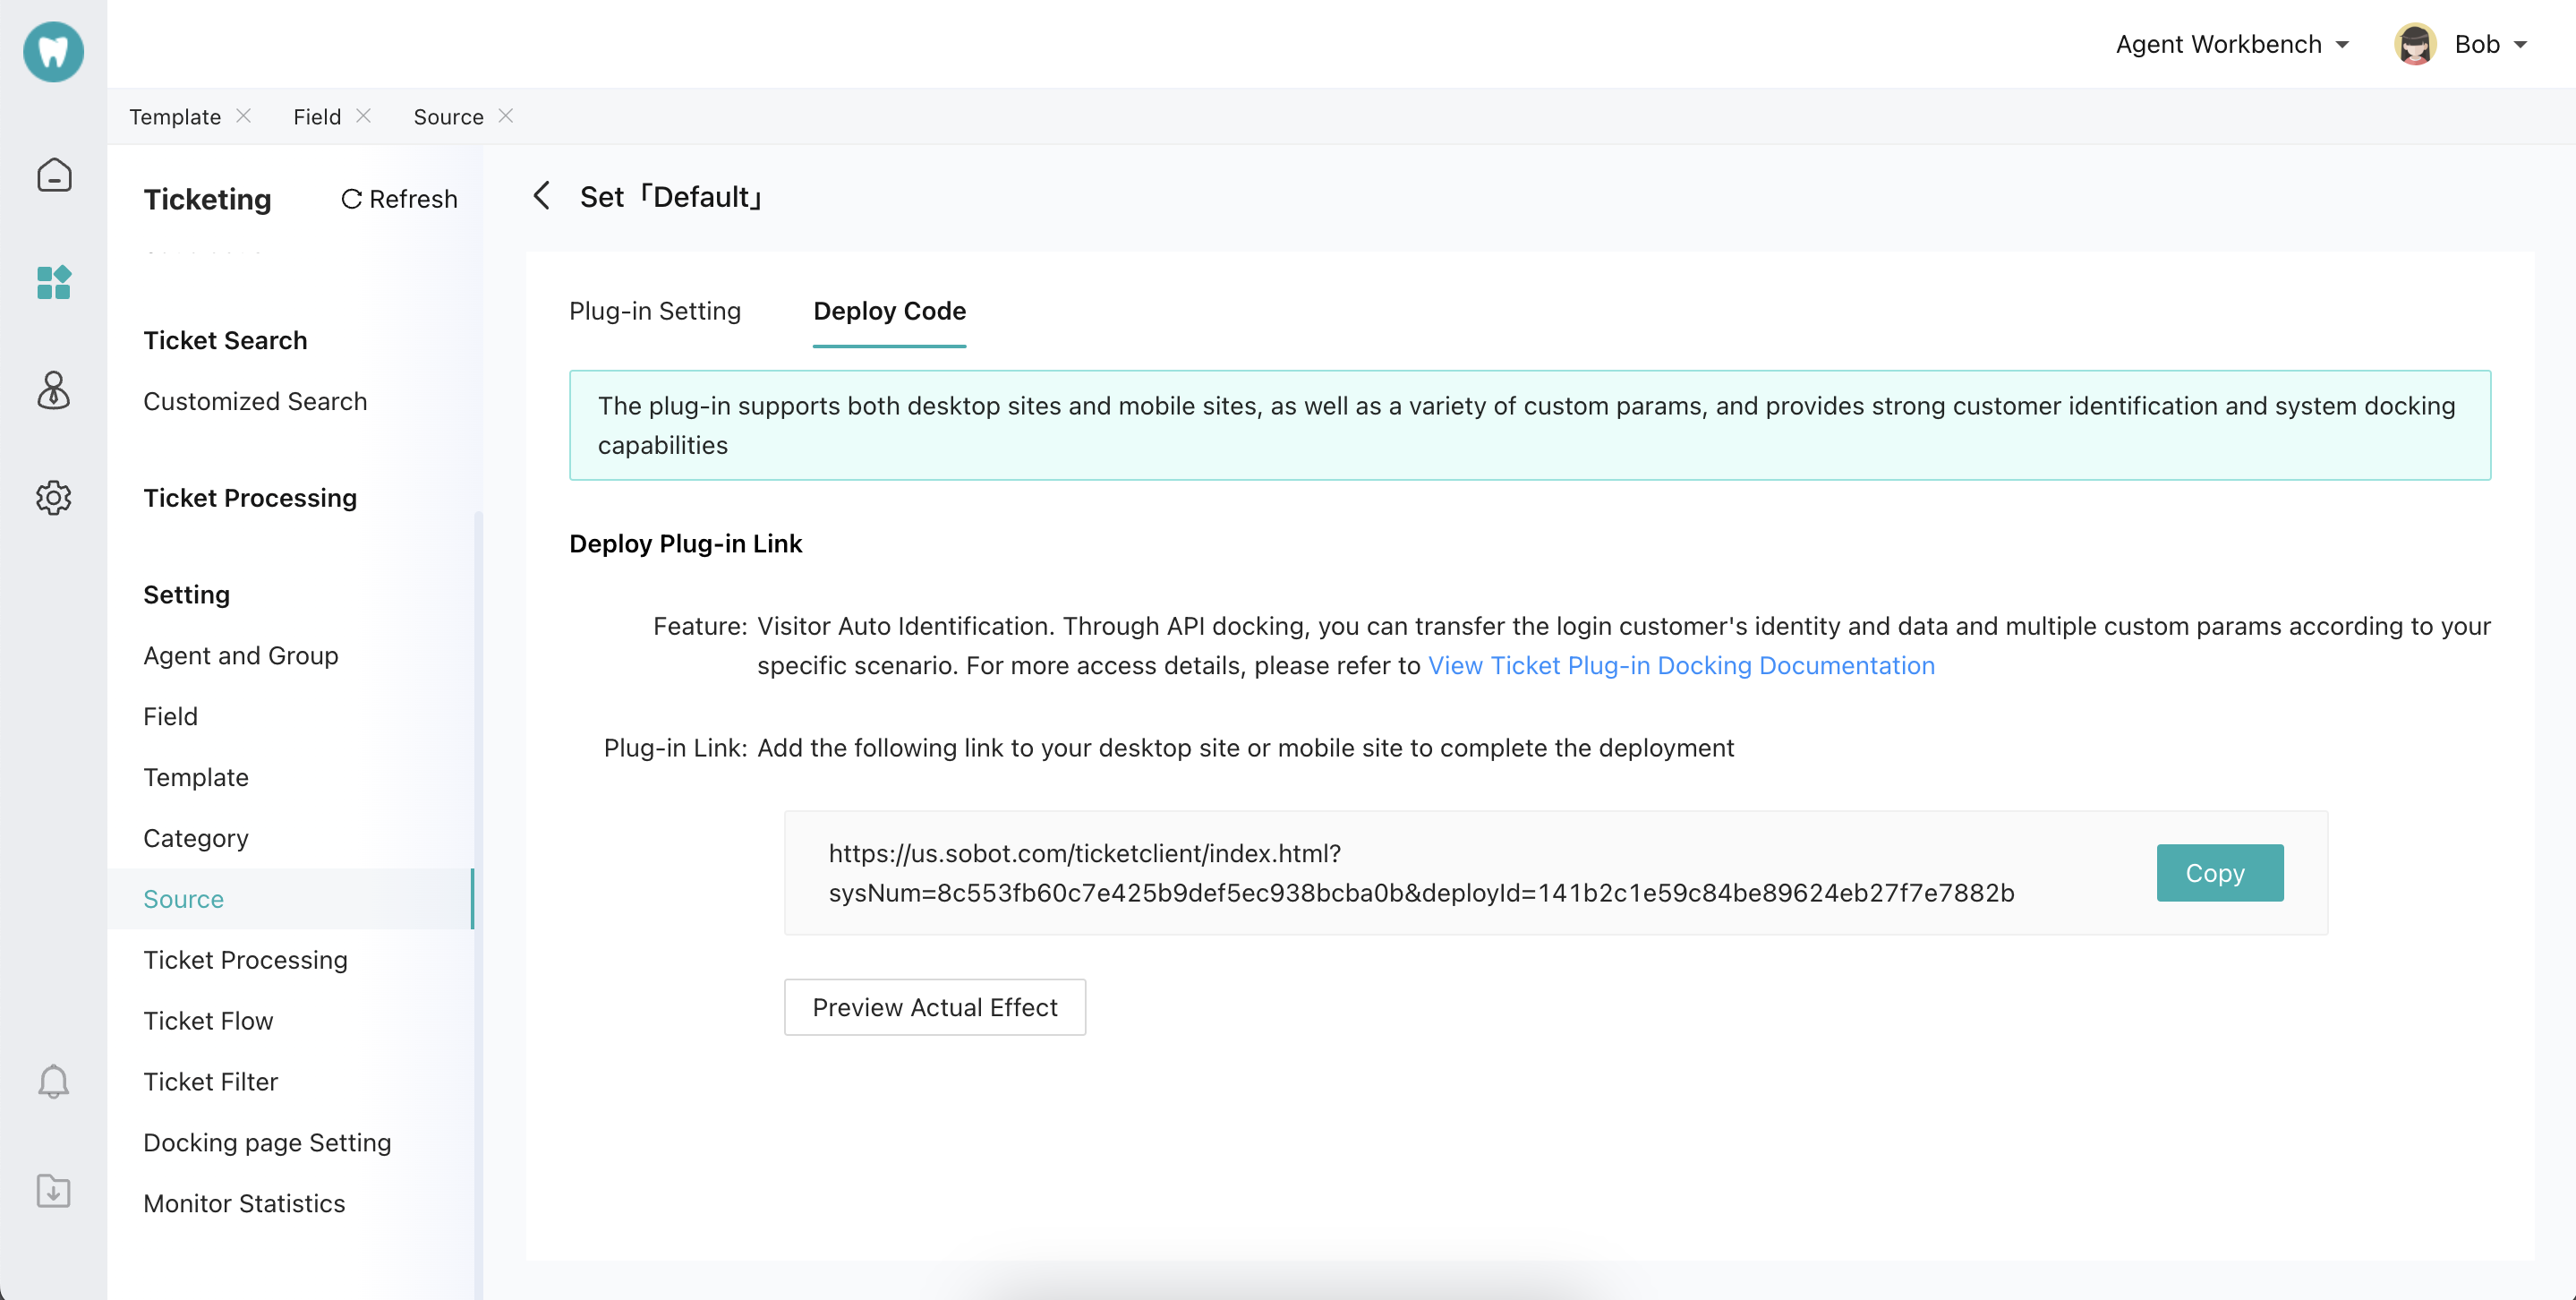 Agent Workbench
Bob
Template
Field
Source
Ticketing
Refresh
Ticket Search
Customized Search
Ticket Processing
Setting
Agent and Group
Field
Template
Category
Source
Ticket Processing
Ticket Flow
Ticket Filter
Docking page Setting
Monitor Statistics
Set「Default」
Plug-in Setting
Deploy Code
The plug-in supports both desktop sites and mobile sites, as well as a variety of custom params, and provides strong customer identification and system docking
capabilities
Deploy Plug-in Link
Feature: Visitor Auto Identification. Through API docking, you can transfer the login customer's identity and data and multiple custom params according to your
specific scenario. For more access details, please refer to View Ticket Plug-in Docking Documentation
Plug-in Link: Add the following link to your desktop site or mobile site to complete the deployment
https://us.sobot.com/ticketclient/index.html?
sysNum=8c553fb60c7e425b9def5ec938bcba0b&deployId=141b2c1e59c84be89624eb27f7e7882b
Copy
Preview Actual Effect